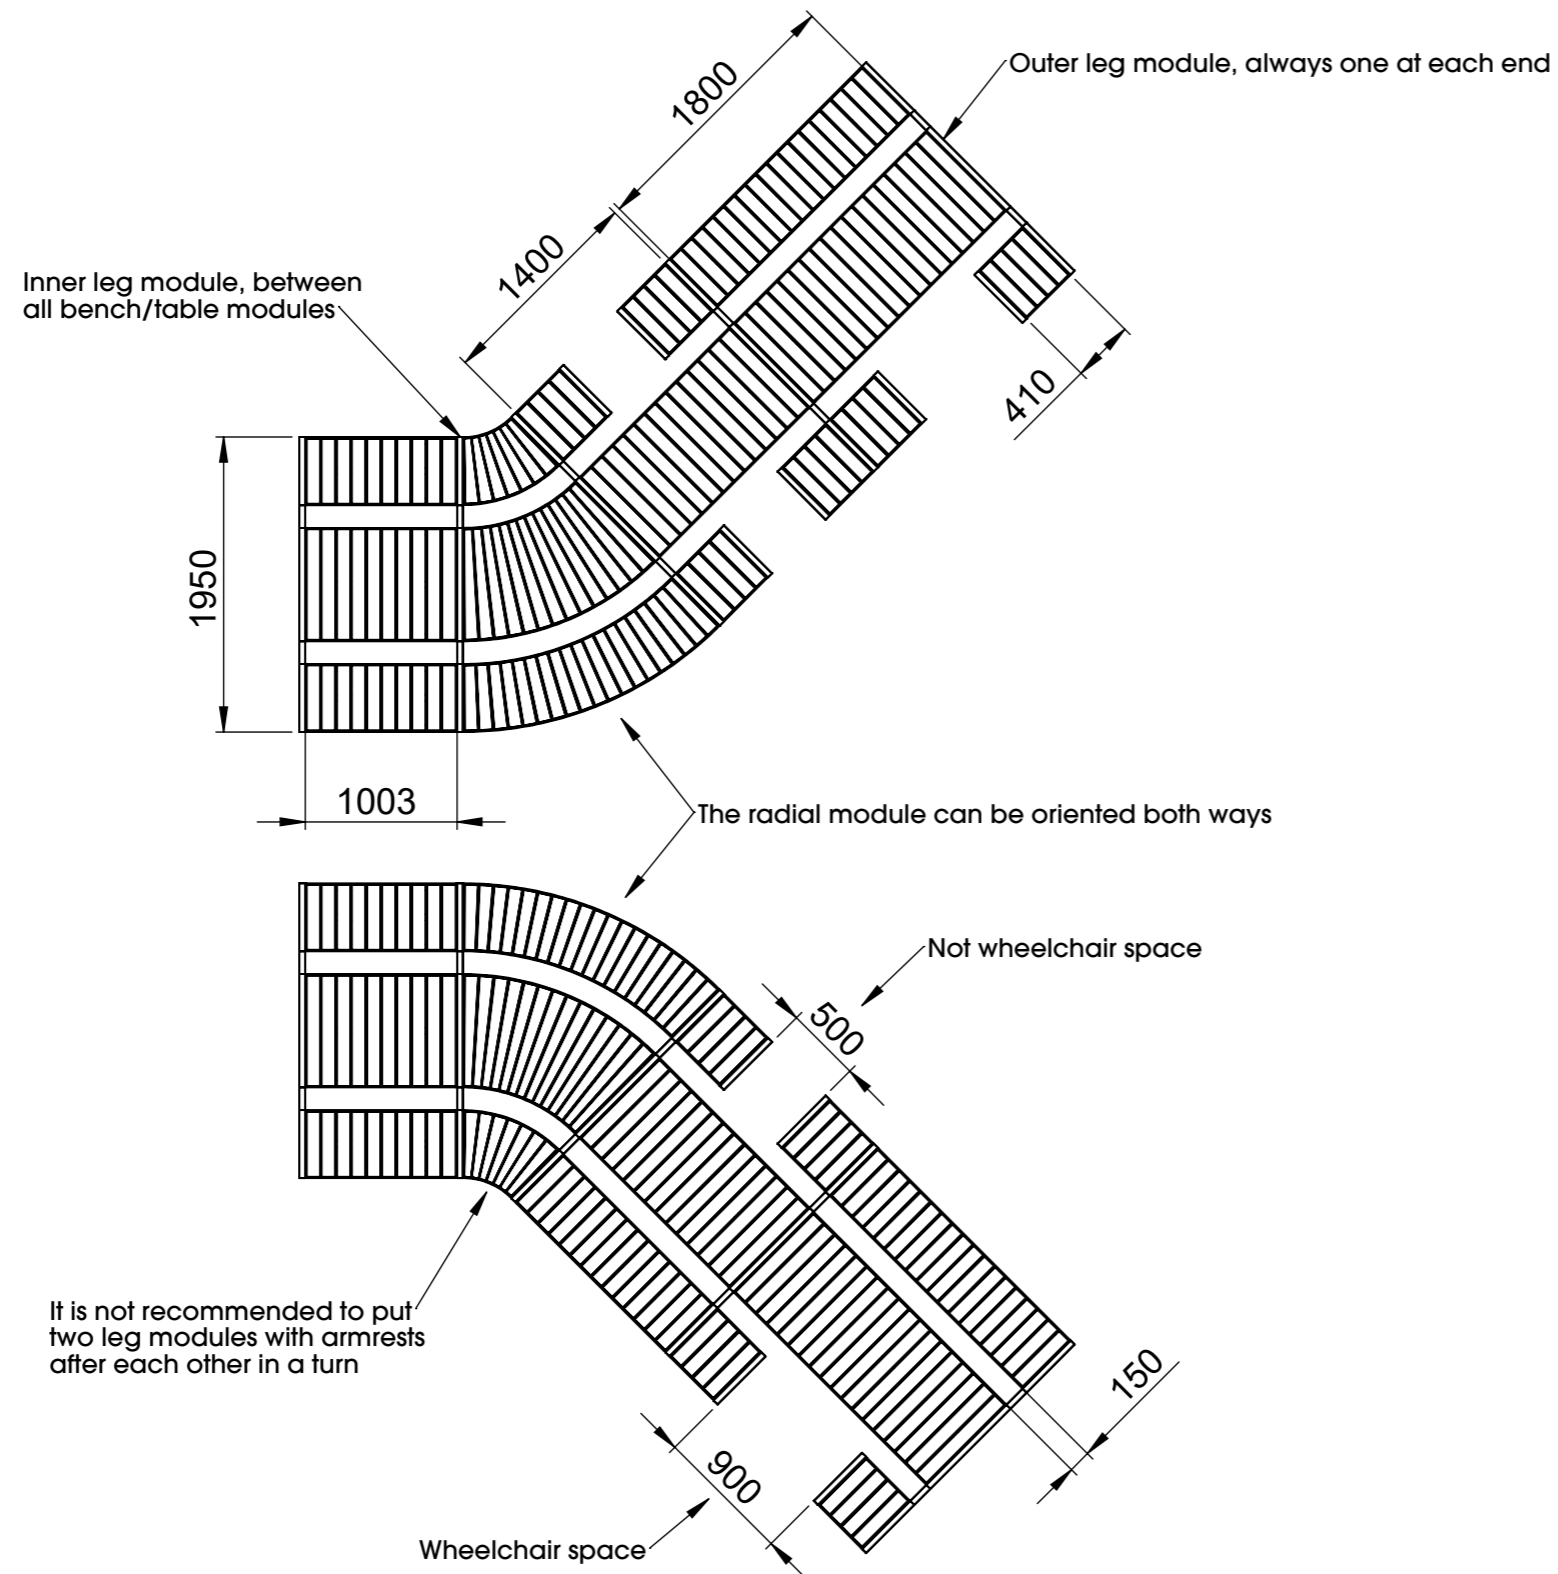 1800
Outer leg module, always one at each end
1400
Inner leg module, between
all bench/table modules
410
1950
1003
The radial module can be oriented both ways
Not wheelchair space
500
It is not recommended to put
two leg modules with armrests
after each other in a turn
150
900
Wheelchair space